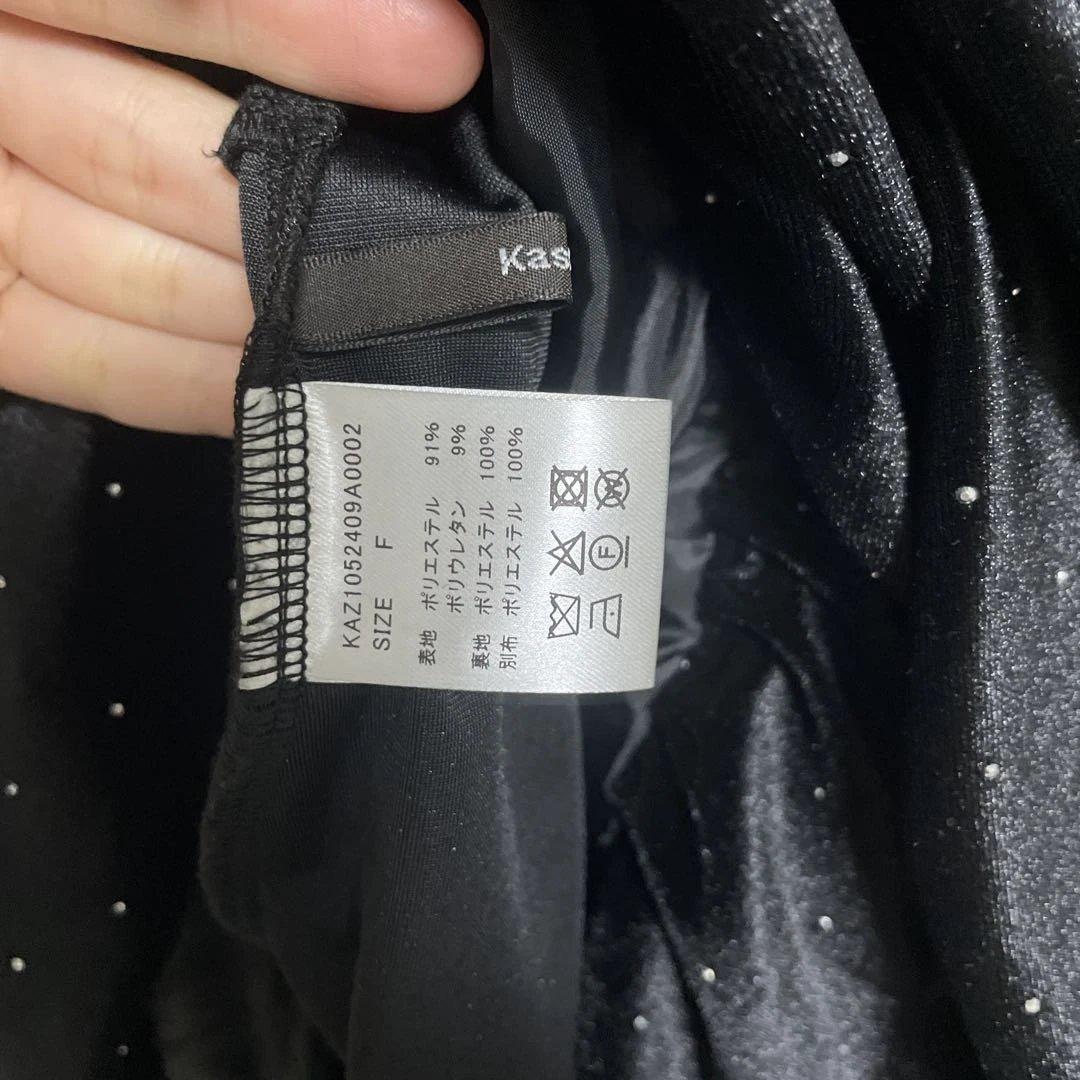 Kas
KAZ1052409A0002
SIZE F
表地 ポリエステル 91%
ポリウレタン 9%
裏地 ポリエステル 100%
別布 ポリエステル 100%
F
W